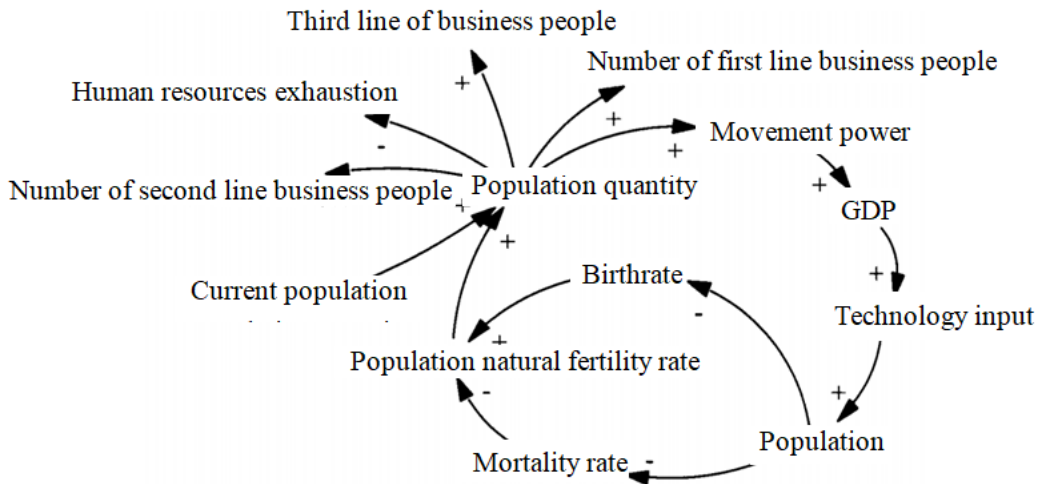 Third line of business people
Number of first line business people
Human resources exhaustion
+
+
Movement power
-
+
Number of second line business people
Population quantity
+
+
GDP
+
+
Current population
Birthrate
Technology input
-
+
Population natural fertility rate
-
+
Population
Mortality rate
-